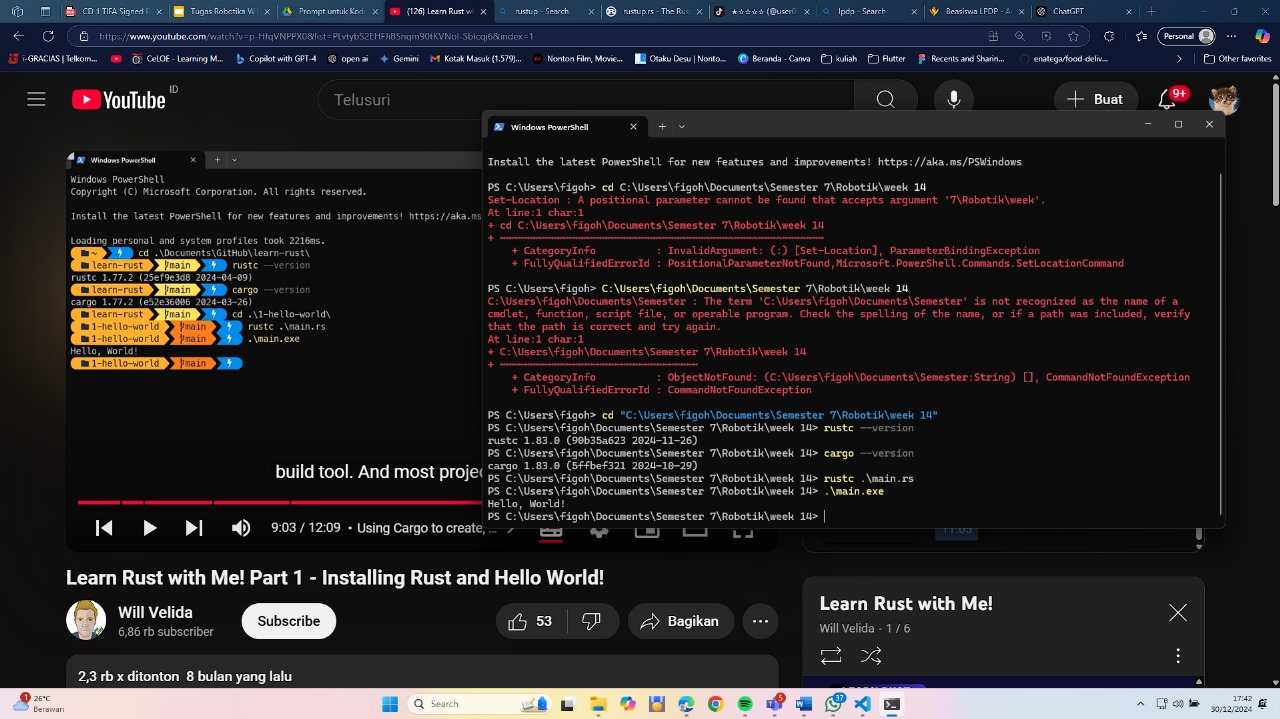 CD-1 Discussi
Tugas Robotika W
Pemrograman Kod
(126) Learn Rust w
rustup - Search
rustlings - The Rust
Ipds - Search
Beranda - LPDP
ChatGPT
https://www.youtube.com/
Personal
i-GRACIAS | Telkom...
CeLOE - Learning M...
Copilot with GPT-4
open ai
Gemini
Kotak Masuk (1.579)...
Nonton Film, Movie...
Otaku Desu | Nonto...
Beranda - Canva
kuliah
Flutter
Recents and Sharin...
enatega/food-deliv...
Other favorites
YouTube ID
Telusuri
Buat
9+
Windows PowerShell
Windows PowerShell
Copyright (C) Microsoft Corporation. All rights reserved.
Install the latest PowerShell for new features and improvements! https://aka.ms
Loading personal and system profiles took 2216ms.
~ cd .\Documents\GitHub\learn-rust\
learn-rust main rustc --version
rustc 1.77.2 (25ef9e3d8 2024-04-09)
learn-rust main cargo --version
cargo 1.77.2 (e52e36006 2024-03-26)
learn-rust main cd .\1-hello-world\
1-hello-world main rustc .\main.rs
1-hello-world main .\main.exe
Hello, World!
1-hello-world main
build tool. And most projec
9:03 / 12:09 • Using Cargo to create, ...
Windows PowerShell
Install the latest PowerShell for new features and improvements! https://aka.ms/PSWindows
PS C:\Users\figoh> cd C:\Users\figoh\Documents\Semester 7\Robotik\week 14
Set-Location : A positional parameter cannot be found that accepts argument '7\Robotik\week'.
At line:1 char:1
+ cd C:\Users\figoh\Documents\Semester 7\Robotik\week 14
+ ~~~~~~~~~~~~~~~~~~~~~~~~~~~~~~~~~~~~~~~~~~~~~~~~~~~~~~
+ CategoryInfo : InvalidArgument: (:) [Set-Location], ParameterBindingException
+ FullyQualifiedErrorId : PositionalParameterNotFound,Microsoft.PowerShell.Commands.SetLocationCommand
PS C:\Users\figoh> C:\Users\figoh\Documents\Semester 7\Robotik\week 14
C:\Users\figoh\Documents\Semester : The term 'C:\Users\figoh\Documents\Semester' is not recognized as the name of a
cmdlet, function, script file, or operable program. Check the spelling of the name, or if a path was included, verify
that the path is correct and try again.
At line:1 char:1
+ C:\Users\figoh\Documents\Semester 7\Robotik\week 14
+ ~~~~~~~~~~~~~~~~~~~~~~~~~~~~~~~~~
+ CategoryInfo : ObjectNotFound: (C:\Users\figoh\Documents\Semester:String) [], CommandNotFoundException
+ FullyQualifiedErrorId : CommandNotFoundException
PS C:\Users\figoh> cd "C:\Users\figoh\Documents\Semester 7\Robotik\week 14"
PS C:\Users\figoh\Documents\Semester 7\Robotik\week 14> rustc --version
rustc 1.83.0 (90b35a623 2024-11-26)
PS C:\Users\figoh\Documents\Semester 7\Robotik\week 14> cargo --version
cargo 1.83.0 (5ffbef321 2024-10-29)
PS C:\Users\figoh\Documents\Semester 7\Robotik\week 14> rustc .\main.rs
PS C:\Users\figoh\Documents\Semester 7\Robotik\week 14> .\main.exe
Hello, World!
PS C:\Users\figoh\Documents\Semester 7\Robotik\week 14>
Learn Rust with Me! Part 1 - Installing Rust and Hello World!
Will Velida
6,86 rb subscriber
Subscribe
53
Bagikan
2,3 rb x ditonton 8 bulan yang lalu
Learn Rust with Me!
Will Velida - 1 / 6
1
26°C
Berawan
Search
5
37
17:42
30/12/2024